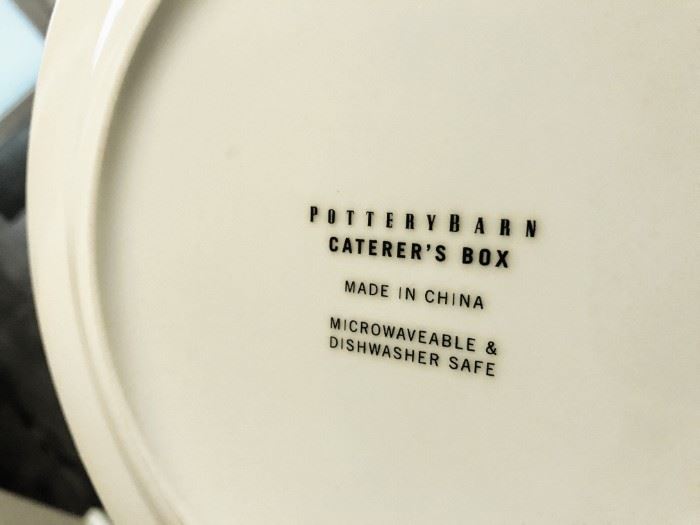 POTTERYBARN
CATERER'S BOX
MADE IN CHINA
MICROWAVEABLE &
DISHWASHER SAFE